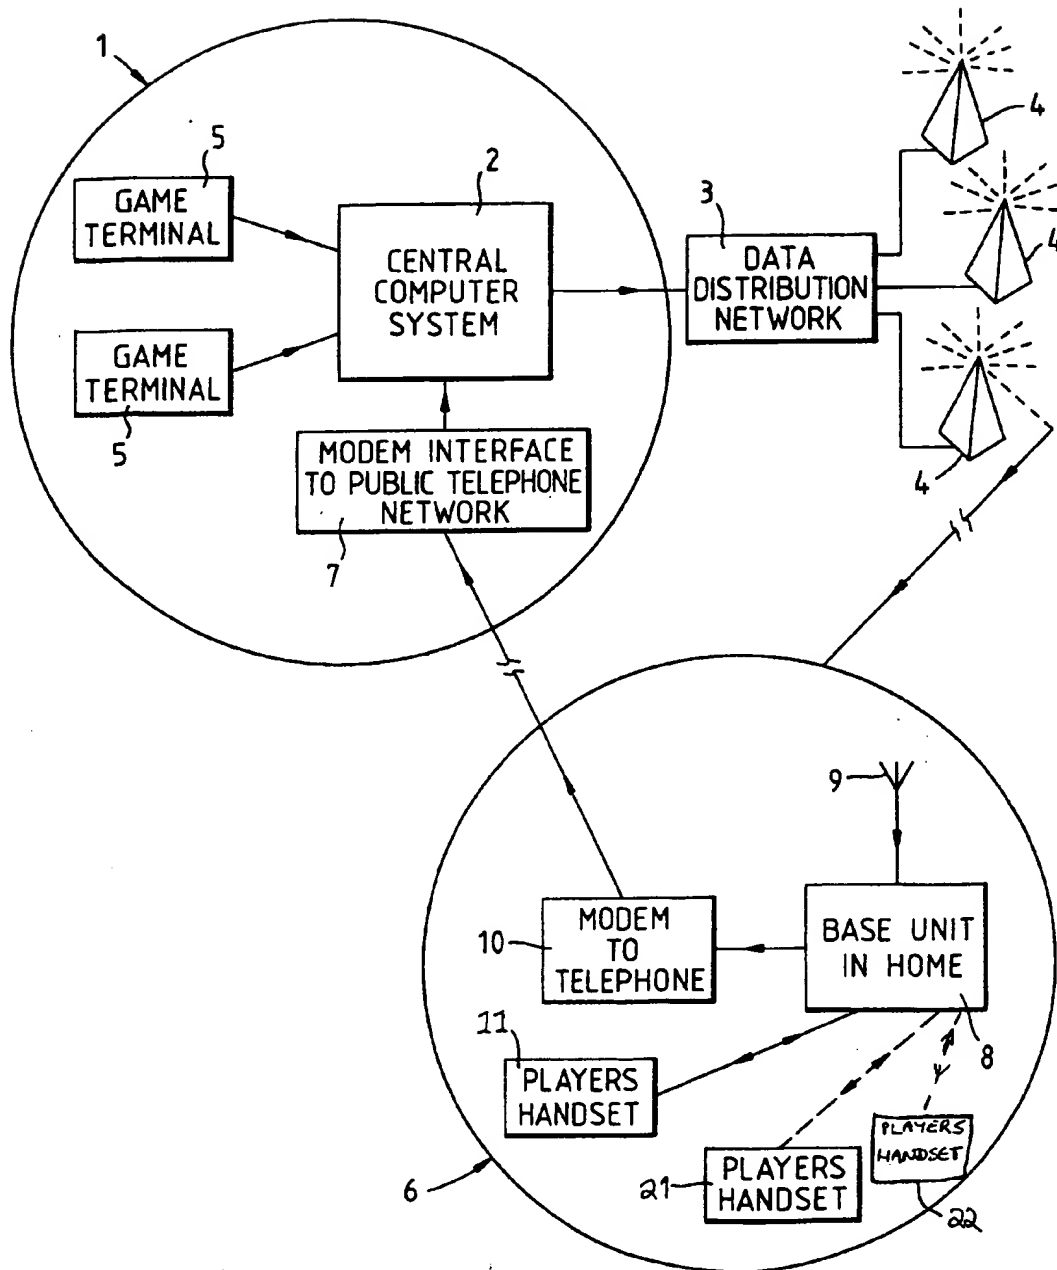 1
5
GAME
TERMINAL
2
CENTRAL
COMPUTER
SYSTEM
GAME
TERMINAL
5
MODEM INTERFACE
TO PUBLIC TELEPHONE
NETWORK
7
3
DATA
DISTRIBUTION
NETWORK
4
4
4
9
10
MODEM
TO
TELEPHONE
BASE UNIT
IN HOME
8
11
PLAYERS
HANDSET
21
PLAYERS
HANDSET
PLAYERS
HANDSET
22
6